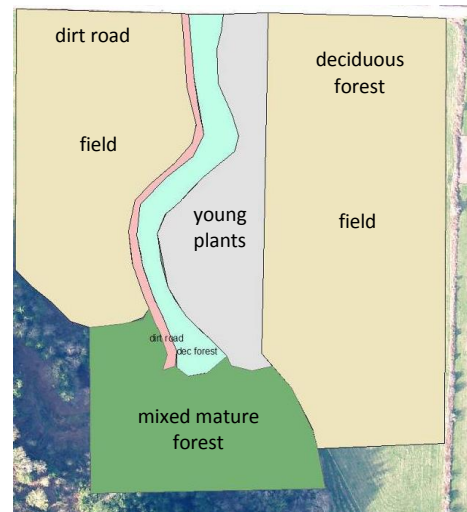 dirt road
deciduous
forest
field
young
plants
field
dirt road
dec forest
mixed mature
forest